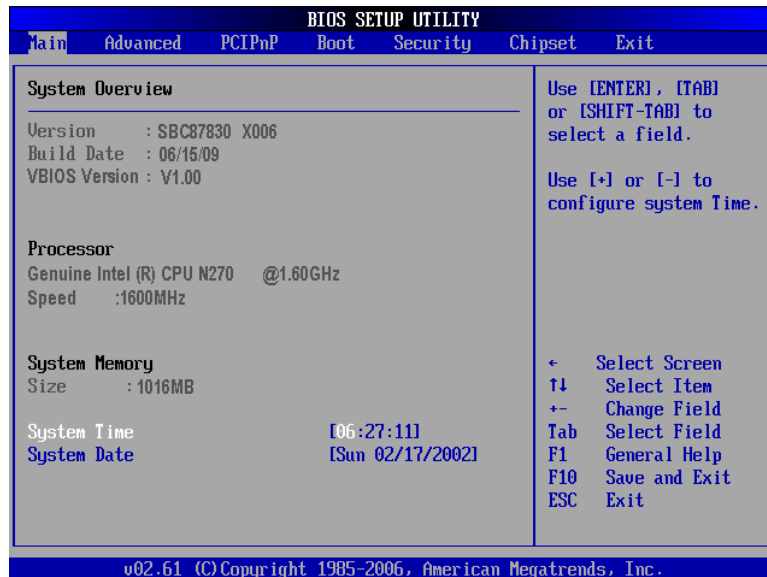 BIOS SETUP UTILITY
Main Advanced PCIPnP Boot Security Chipset Exit
System Overview
Version : SBC87830 X006
Build Date : 06/15/09
VBIOS Version : V1.00
Processor
Genuine Intel (R) CPU N270 @1.60GHz
Speed :1600MHz
System Memory
Size : 1016MB
System Time [06:27:11]
System Date [Sun 02/17/2002]
Use [ENTER], [TAB]
or [SHIFT-TAB] to
select a field.
Use [+] or [-] to
configure system Time.
← Select Screen
↑↓ Select Item
+- Change Field
Tab Select Field
F1 General Help
F10 Save and Exit
ESC Exit
v02.61 (C)Copyright 1985-2006, American Megatrends, Inc.